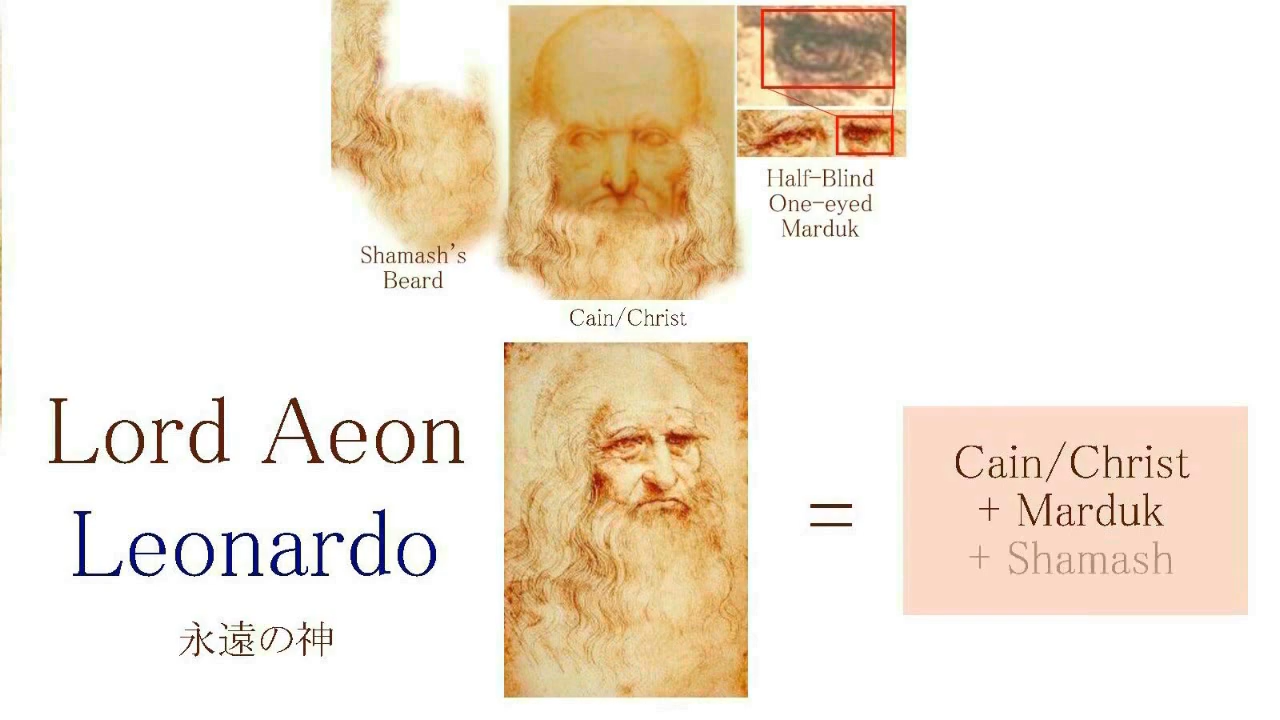 Half-Blind
One-eyed
Marduk
Shamash's
Beard
Cain/Christ
Lord Aeon
Leonardo
永遠の神
=
Cain/Christ
+ Marduk
+ Shamash